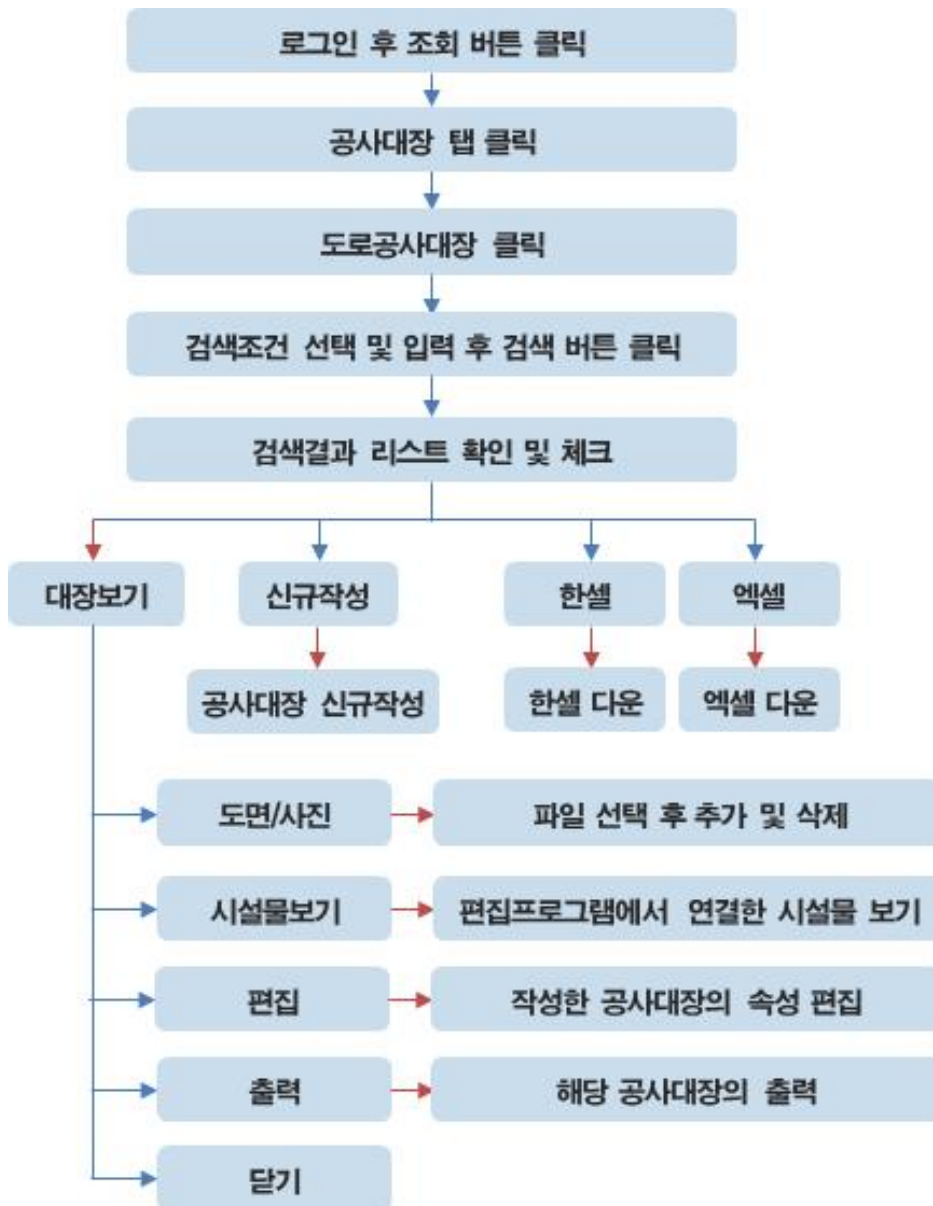 로그인 후 조회 버튼 클릭
공사대장 탭 클릭
도로공사대장 클릭
검색조건 선택 및 입력 후 검색 버튼 클릭
검색결과 리스트 확인 및 체크
대장보기 신규작성 한셀 엑셀
공사대장 신규작성 한셀 다운 엑셀 다운
도면/사진 파일 선택 후 추가 및 삭제
시설물보기 편집프로그램에서 연결한 시설물 보기
편집 작성한 공사대장의 속성 편집
출력 해당 공사대장의 출력
닫기